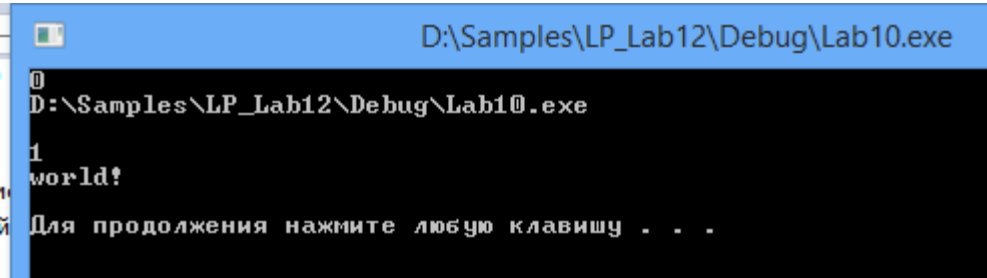 D:\Samples\LP_Lab12\Debug\Lab10.exe
0
D:\Samples\LP_Lab12\Debug\Lab10.exe
1
world!
Для продолжения нажмите любую клавишу . . .